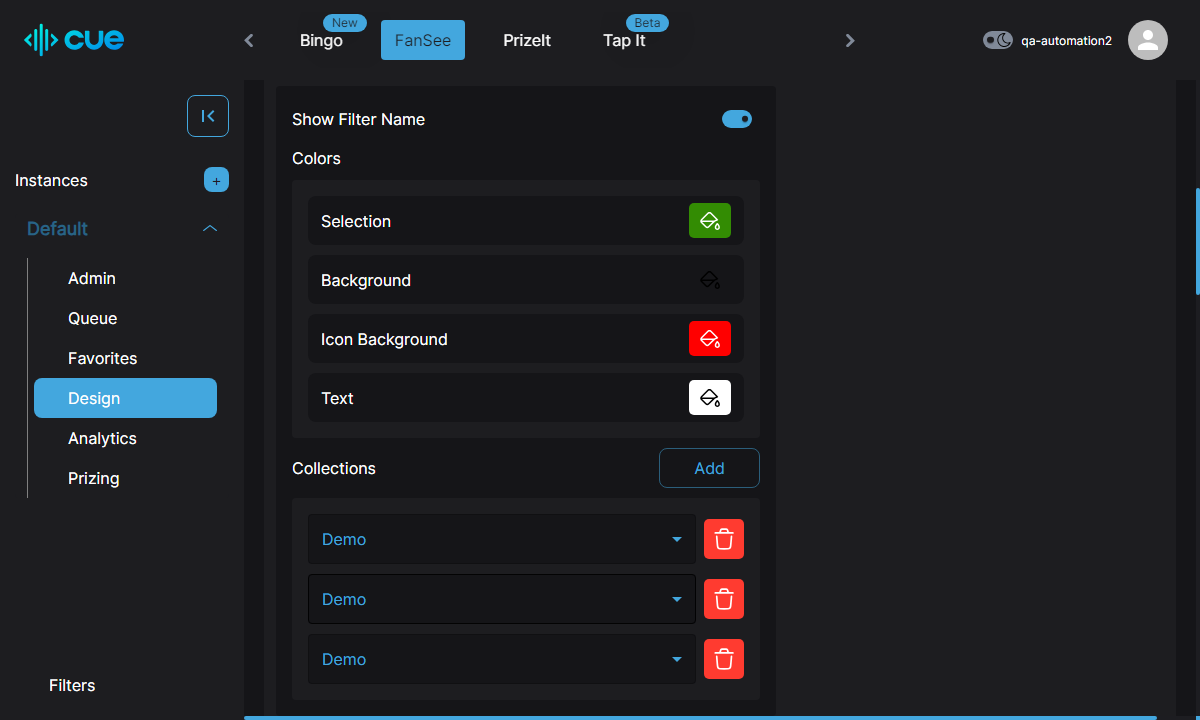 cue
New
Bingo
FanSee
PrizeIt
Beta
Tap It
qa-automation2
Instances
+
Default
Admin
Queue
Favorites
Design
Analytics
Prizing
Filters
Show Filter Name
Colors
Selection
Background
Icon Background
Text
Collections
Add
Demo
Demo
Demo